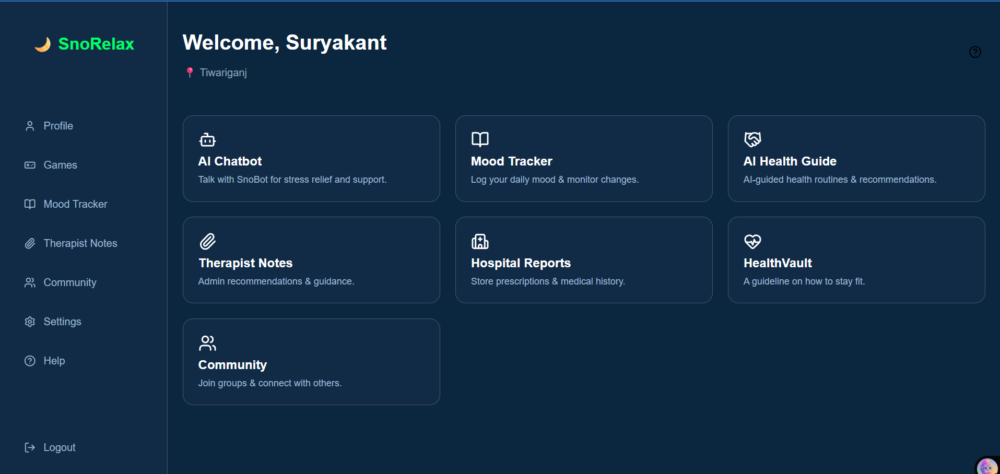 SnoRelax
Profile
Games
Mood Tracker
Therapist Notes
Community
Settings
Help
Logout
Welcome, Suryakant
Tiwariganj
AI Chatbot
Talk with SnoBot for stress relief and support.
Mood Tracker
Log your daily mood & monitor changes.
AI Health Guide
AI-guided health routines & recommendations.
Therapist Notes
Admin recommendations & guidance.
Hospital Reports
Store prescriptions & medical history.
HealthVault
A guideline on how to stay fit.
Community
Join groups & connect with others.